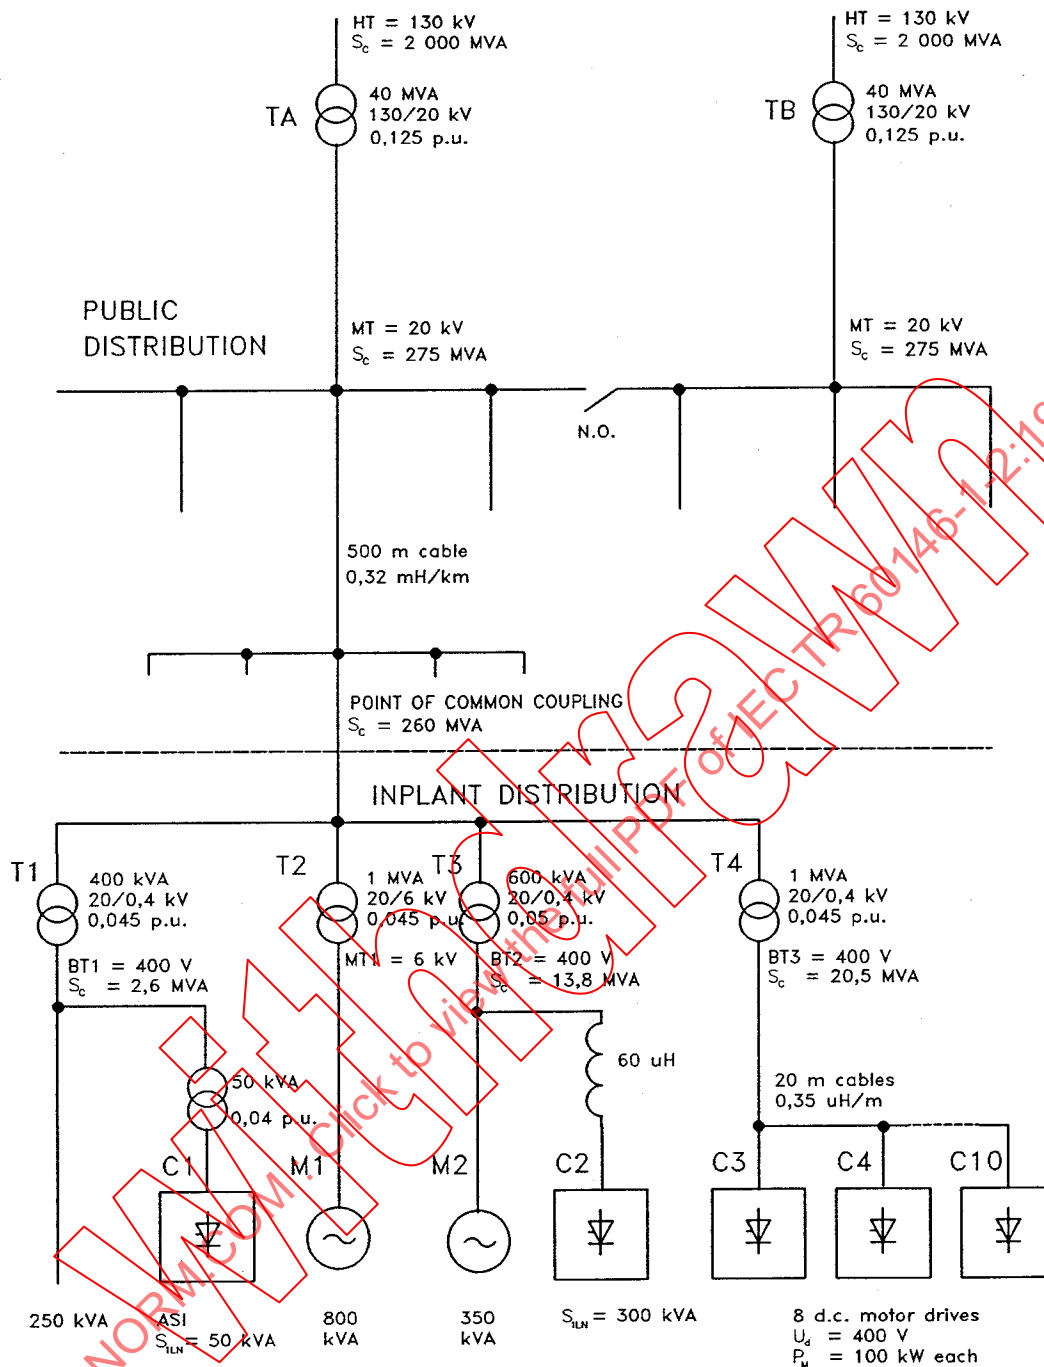 HT = 130 kV
Sc = 2 000 MVA
HT = 130 kV
Sc = 2 000 MVA
TA
40 MVA
130/20 kV
0,125 p.u.
TB
40 MVA
130/20 kV
0,125 p.u.
PUBLIC
DISTRIBUTION
MT = 20 kV
Sc = 275 MVA
MT = 20 kV
Sc = 275 MVA
N.O.
500 m cable
0,32 mH/km
POINT OF COMMON COUPLING
Sc = 260 MVA
INPLANT DISTRIBUTION
T1
400 kVA
20/0,4 kV
0,045 p.u.
T2
1 MVA
20/6 kV
0,045 p.u.
T3
600 kVA
20/0,4 kV
0,05 p.u.
T4
1 MVA
20/0,4 kV
0,045 p.u.
BT1 = 400 V
Sc = 2,6 MVA
MT1 = 6 kV
BT2 = 400 V
Sc = 13,8 MVA
BT3 = 400 V
Sc = 20,5 MVA
50 kVA
0,04 p.u.
60 uH
20 m cables
0,35 uH/m
C1
M1
M2
C2
C3
C4
C10
250 kVA
ASI
S1LN = 50 kVA
800
kVA
350
kVA
S1LN = 300 kVA
8 d.c. motor drives
Ud = 400 V
PM = 100 kW each
Withdrawn
NORM.COM : Click to view the full PDF of IEC TR 60146-1-2:19